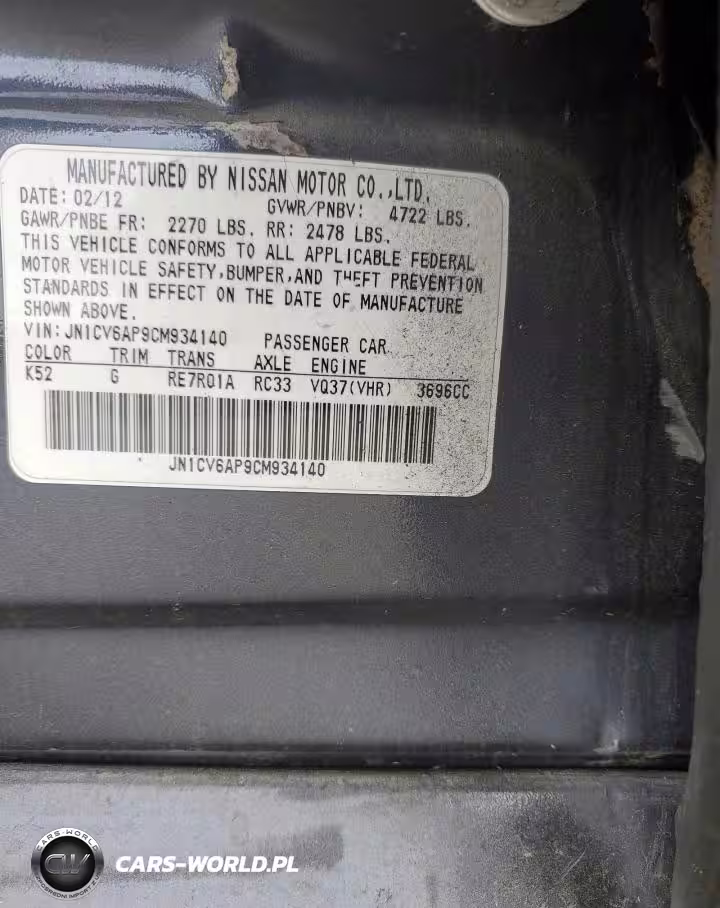 MANUFACTURED BY NISSAN MOTOR CO.,LTD.
DATE: 02/12 GVWR/PNBV: 4722 LBS.
GAWR/PNBE FR: 2270 LBS. RR: 2478 LBS.
THIS VEHICLE CONFORMS TO ALL APPLICABLE FEDERAL
MOTOR VEHICLE SAFETY,BUMPER,AND THEFT PREVENTION
STANDARDS IN EFFECT ON THE DATE OF MANUFACTURE
SHOWN ABOVE.
VIN: JN1CV6AP9CM934140 PASSENGER CAR
COLOR TRIM TRANS AXLE ENGINE
K52 G RE7R01A RC33 VQ37(VHR) 3696CC
JN1CV6AP9CM934140
CARS-WORLD
CW
CARS-WORLD.PL